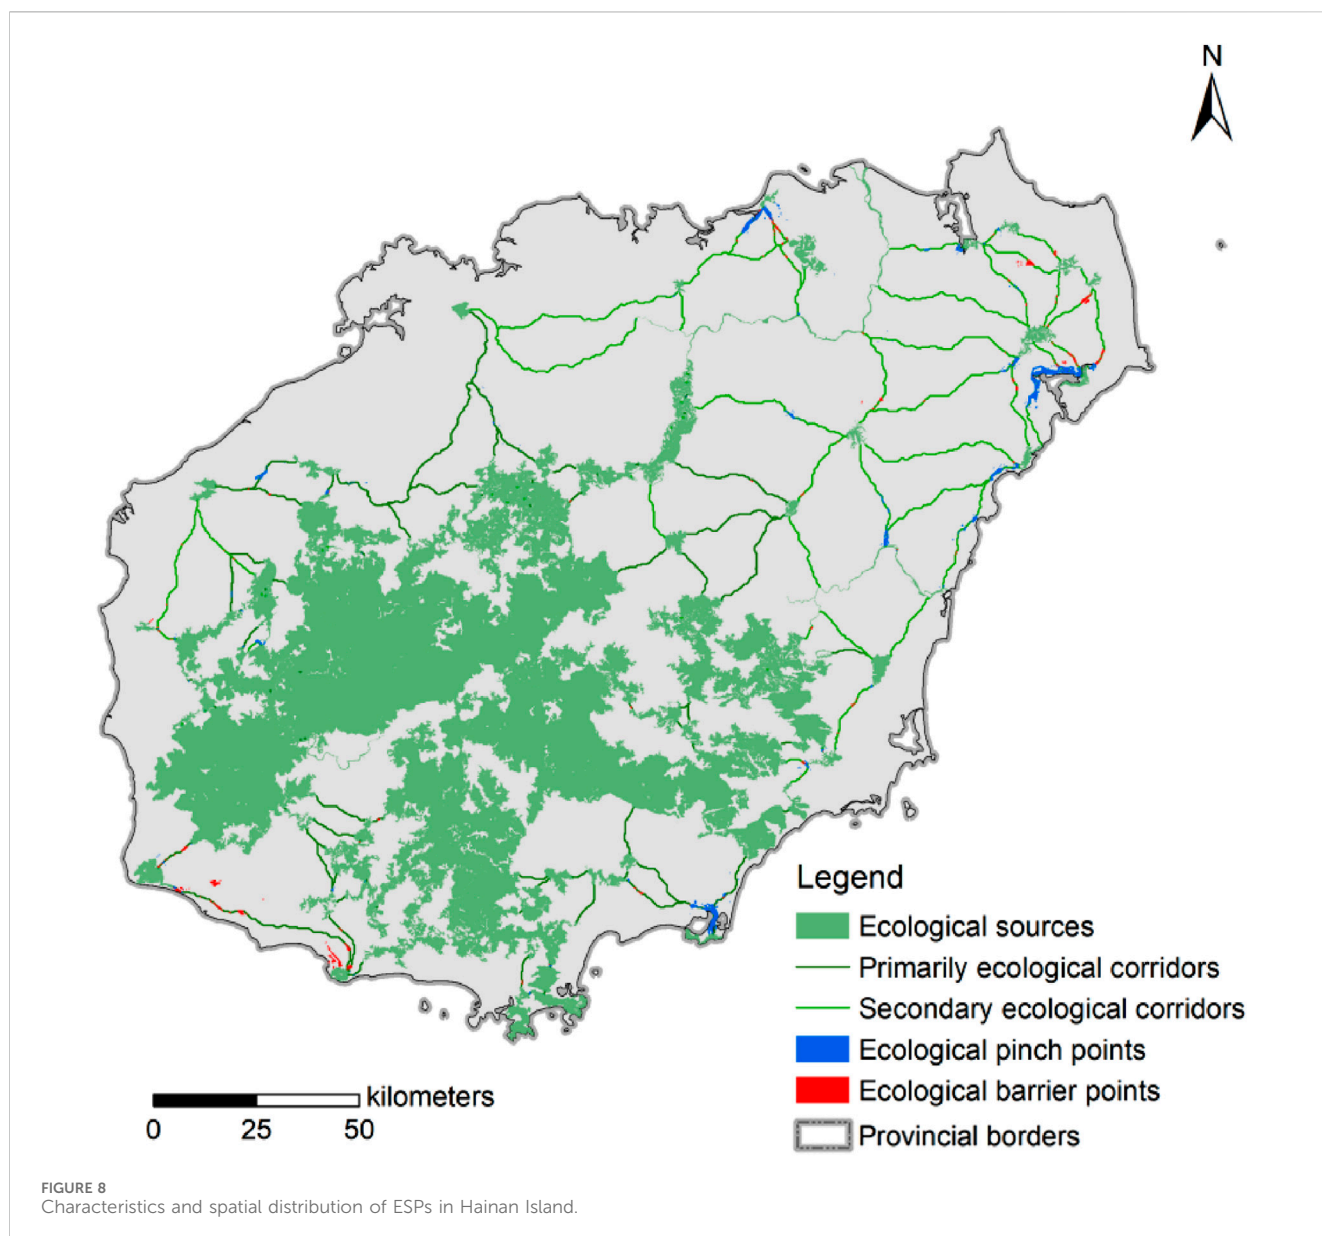 N
Legend
Ecological sources
Primarily ecological corridors
Secondary ecological corridors
Ecological pinch points
Ecological barrier points
Provincial borders
kilometers
0 25 50
FIGURE 8
Characteristics and spatial distribution of ESPs in Hainan Island.